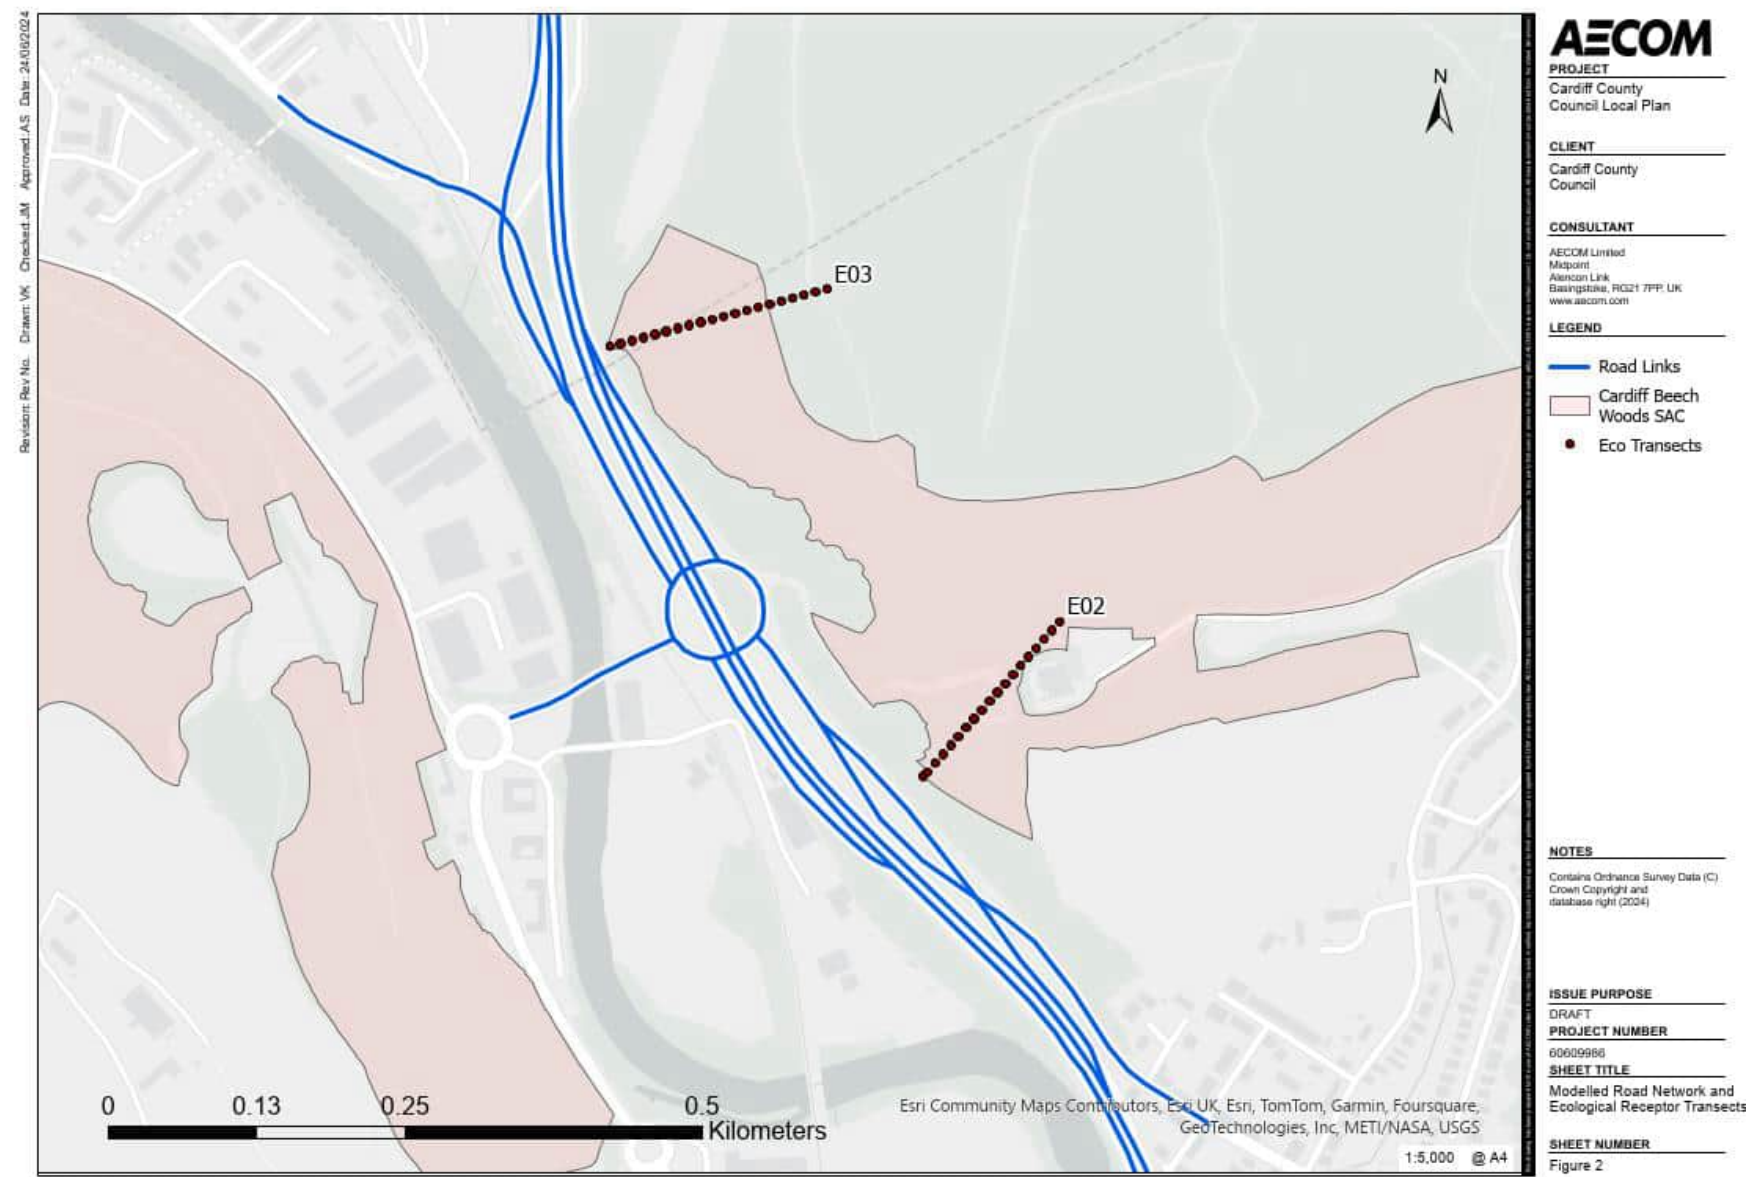 Revision: Rev No. Drawn: VK Checked: JM Approved: AS Date: 24/06/2024
N
E03
E02
0 0.13 0.25 0.5
Kilometers
Esri Community Maps Contributors, Esri UK, Esri, TomTom, Garmin, Foursquare,
GeoTechnologies, Inc, METI/NASA, USGS
1:5,000 @ A4
AECOM
PROJECT
Cardiff County
Council Local Plan
CLIENT
Cardiff County
Council
CONSULTANT
AECOM Limited
Midpoint
Alencon Link
Basingstoke, RG21 7PP. UK
www.aecom.com
LEGEND
Road Links
Cardiff Beech
Woods SAC
Eco Transects
NOTES
Contains Ordnance Survey Data (C)
Crown Copyright and
database right (2024)
ISSUE PURPOSE
DRAFT
PROJECT NUMBER
60609986
SHEET TITLE
Modelled Road Network and
Ecological Receptor Transects
SHEET NUMBER
Figure 2